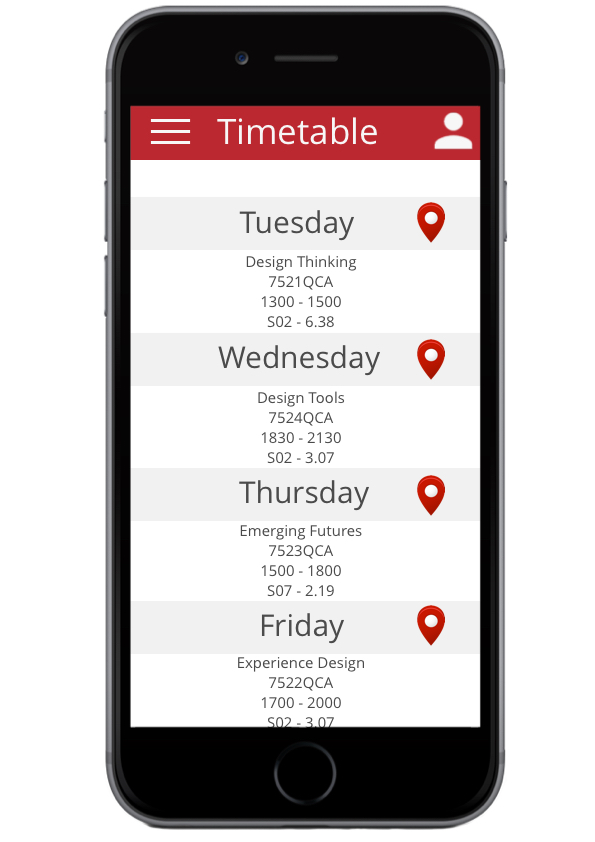 Timetable
Tuesday
Design Thinking
7521QCA
1300 - 1500
S02 - 6.38
Wednesday
Design Tools
7524QCA
1830 - 2130
S02 - 3.07
Thursday
Emerging Futures
7523QCA
1500 - 1800
S07 - 2.19
Friday
Experience Design
7522QCA
1700 - 2000
S02 - 3.07